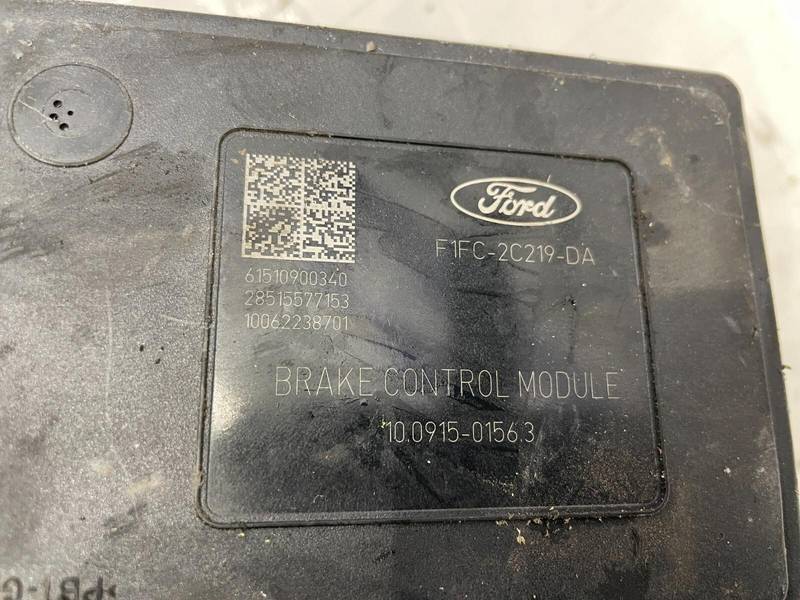 Ford
F1FC-2C219-DA
61510900340
28515577153
10062238701
BRAKE CONTROL MODULE
10.0915-0156.3